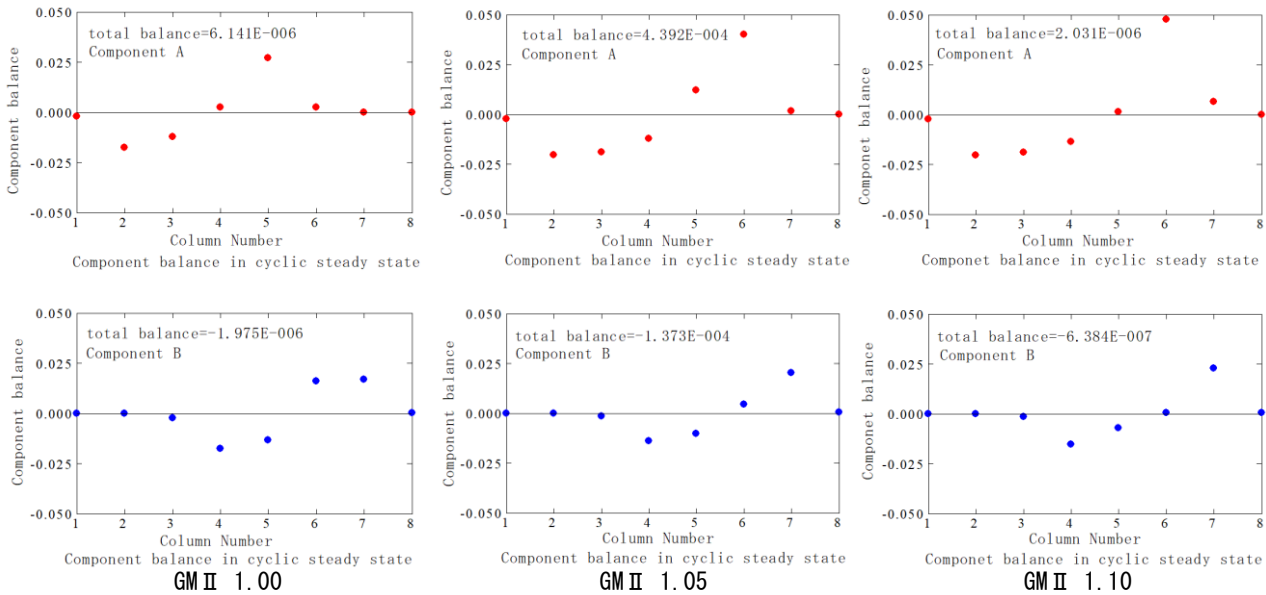 0.050
total balance=6.141E-006
Component A
0.025
0.000
-0.025
-0.050
Component balance
1 2 3 4 5 6 7 8
Column Number
Component balance in cyclic steady state
0.050
total balance=4.392E-004
Component A
0.025
0.000
-0.025
-0.050
Component balance
1 2 3 4 5 6 7 8
Column Number
Component balance in cyclic steady state
0.050
total balance=2.031E-006
Component A
0.025
0.000
-0.025
-0.050
Componet balance
1 2 3 4 5 6 7 8
Column Number
Componet balance in cyclic steady state
0.050
total balance=-1.975E-006
Component B
0.025
0.000
-0.025
-0.050
Component balance
1 2 3 4 5 6 7 8
Column Number
Component balance in cyclic steady state
GMⅡ 1.00
0.050
total balance=-1.373E-004
Component B
0.025
0.000
-0.025
-0.050
Component balance
1 2 3 4 5 6 7 8
Column Number
Component balance in cyclic steady state
GMⅡ 1.05
0.050
total balance=-6.384E-007
Component B
0.025
0.000
-0.025
-0.050
Componet balance
1 2 3 4 5 6 7 8
Column Number
Componet balance in cyclic steady state
GMⅡ 1.10